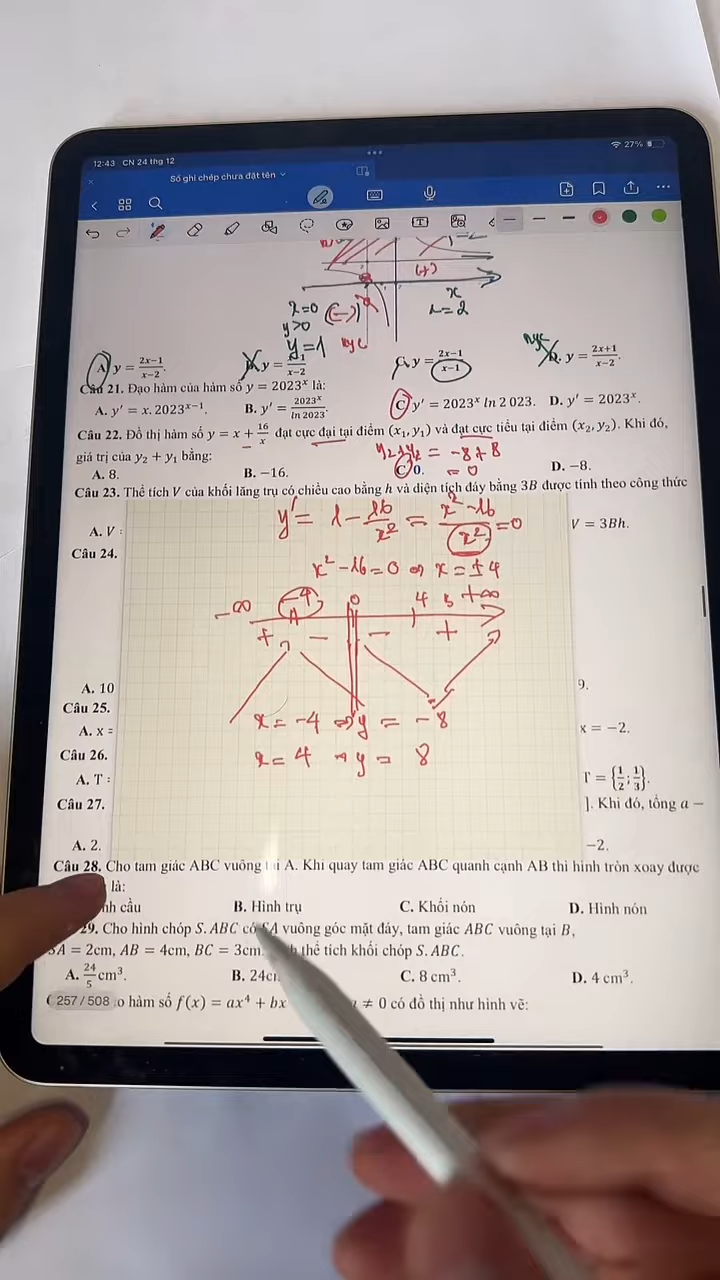 12:43 CN 24 thg 12
27%
Sổ ghi chép chưa đặt tên
(+)
x
x=0 (−)
x=2
y>0
y=1
A y = 2x−1/x−2.
y = /x−2
C. y = 2x−1/x−1
y = 2x+1/x−2.
Câu 21. Đạo hàm của hàm số y = 2023ˣ là:
A. y′ = x. 2023ˣ⁻¹. B. y′ = 2023ˣ/ln 2023. C y′ = 2023ˣ ln 2 023. D. y′ = 2023ˣ.
Câu 22. Đồ thị hàm số y = x + 16/x đạt cực đại tại điểm (x₁, y₁) và đạt cực tiểu tại điểm (x₂, y₂). Khi đó,
giá trị của y₂ + y₁ bằng:
= −8+8
A. 8. B. −16. C 0. D. −8.
= 0
Câu 23. Thể tích V của khối lăng trụ có chiều cao bằng h và diện tích đáy bằng 3B được tính theo công thức
y′ = 1 − 16/x² = x²−16/x² = 0
A. V :
V = 3Bh.
Câu 24.
x² − 16 = 0 ⇔ x = ±4
−∞ −4 0 4 +∞
+ − − +
A. 10
9.
Câu 25.
x = −4 ⇒ y = −8
A. x =
x = −2.
x = 4 ⇒ y = 8
Câu 26.
A. T :
T = {1/2; 1/3}.
Câu 27.
]. Khi đó, tổng a −
A. 2.
−2.
Câu 28. Cho tam giác ABC vuông tại A. Khi quay tam giác ABC quanh cạnh AB thì hình tròn xoay được
là:
cầu B. Hình trụ C. Khối nón D. Hình nón
29. Cho hình chóp S. ABC có SA vuông góc mặt đáy, tam giác ABC vuông tại B,
SA = 2cm, AB = 4cm, BC = 3cm. thể tích khối chóp S. ABC.
A. 24/5 cm³. B. 24 C. 8 cm³. D. 4 cm³.
257 / 508 o hàm số f(x) = ax⁴ + bx ≠ 0 có đồ thị như hình vẽ: